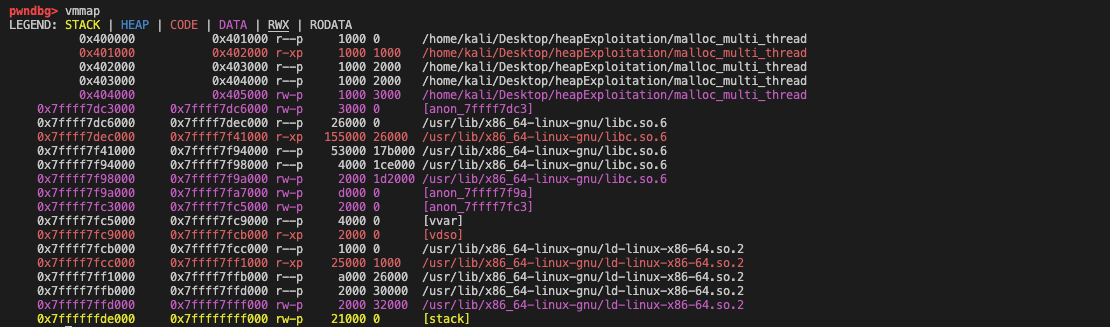 pwndbg> vmmap
LEGEND: STACK | HEAP | CODE | DATA | RWX | RODATA
0x400000 0x401000 r--p 1000 0 /home/kali/Desktop/heapExploitation/malloc_multi_thread
0x401000 0x402000 r-xp 1000 1000 /home/kali/Desktop/heapExploitation/malloc_multi_thread
0x402000 0x403000 r--p 1000 2000 /home/kali/Desktop/heapExploitation/malloc_multi_thread
0x403000 0x404000 r--p 1000 2000 /home/kali/Desktop/heapExploitation/malloc_multi_thread
0x404000 0x405000 rw-p 1000 3000 /home/kali/Desktop/heapExploitation/malloc_multi_thread
0x7ffff7dc3000 0x7ffff7dc6000 rw-p 3000 0 [anon_7ffff7dc3]
0x7ffff7dc6000 0x7ffff7dec000 r--p 26000 0 /usr/lib/x86_64-linux-gnu/libc.so.6
0x7ffff7dec000 0x7ffff7f41000 r-xp 155000 26000 /usr/lib/x86_64-linux-gnu/libc.so.6
0x7ffff7f41000 0x7ffff7f94000 r--p 53000 17b000 /usr/lib/x86_64-linux-gnu/libc.so.6
0x7ffff7f94000 0x7ffff7f98000 r--p 4000 1ce000 /usr/lib/x86_64-linux-gnu/libc.so.6
0x7ffff7f98000 0x7ffff7f9a000 rw-p 2000 1d2000 /usr/lib/x86_64-linux-gnu/libc.so.6
0x7ffff7f9a000 0x7ffff7fa7000 rw-p d000 0 [anon_7ffff7f9a]
0x7ffff7fc3000 0x7ffff7fc5000 rw-p 2000 0 [anon_7ffff7fc3]
0x7ffff7fc5000 0x7ffff7fc9000 r--p 4000 0 [vvar]
0x7ffff7fc9000 0x7ffff7fcb000 r-xp 2000 0 [vdso]
0x7ffff7fcb000 0x7ffff7fcc000 r--p 1000 0 /usr/lib/x86_64-linux-gnu/ld-linux-x86-64.so.2
0x7ffff7fcc000 0x7ffff7ff1000 r-xp 25000 1000 /usr/lib/x86_64-linux-gnu/ld-linux-x86-64.so.2
0x7ffff7ff1000 0x7ffff7ffb000 r--p a000 26000 /usr/lib/x86_64-linux-gnu/ld-linux-x86-64.so.2
0x7ffff7ffb000 0x7ffff7ffd000 r--p 2000 30000 /usr/lib/x86_64-linux-gnu/ld-linux-x86-64.so.2
0x7ffff7ffd000 0x7ffff7fff000 rw-p 2000 32000 /usr/lib/x86_64-linux-gnu/ld-linux-x86-64.so.2
0x7ffffffde000 0x7ffffffff000 rw-p 21000 0 [stack]